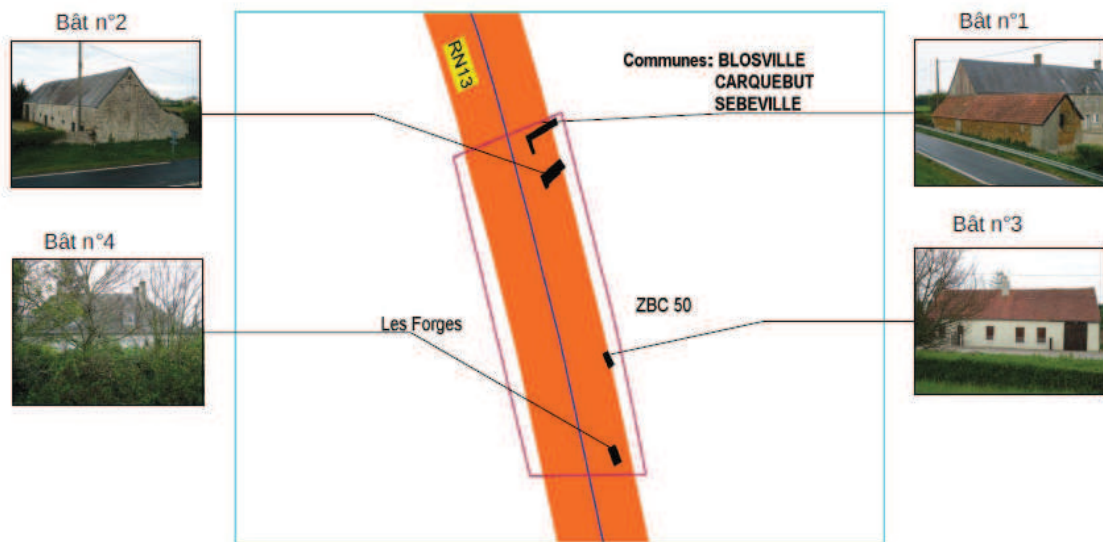 Bât n°2
Bât n°1
RN13
Communes: BLOSVILLE
CARQUEBUT
SEBEVILLE
Bât n°4
Bât n°3
ZBC 50
Les Forges